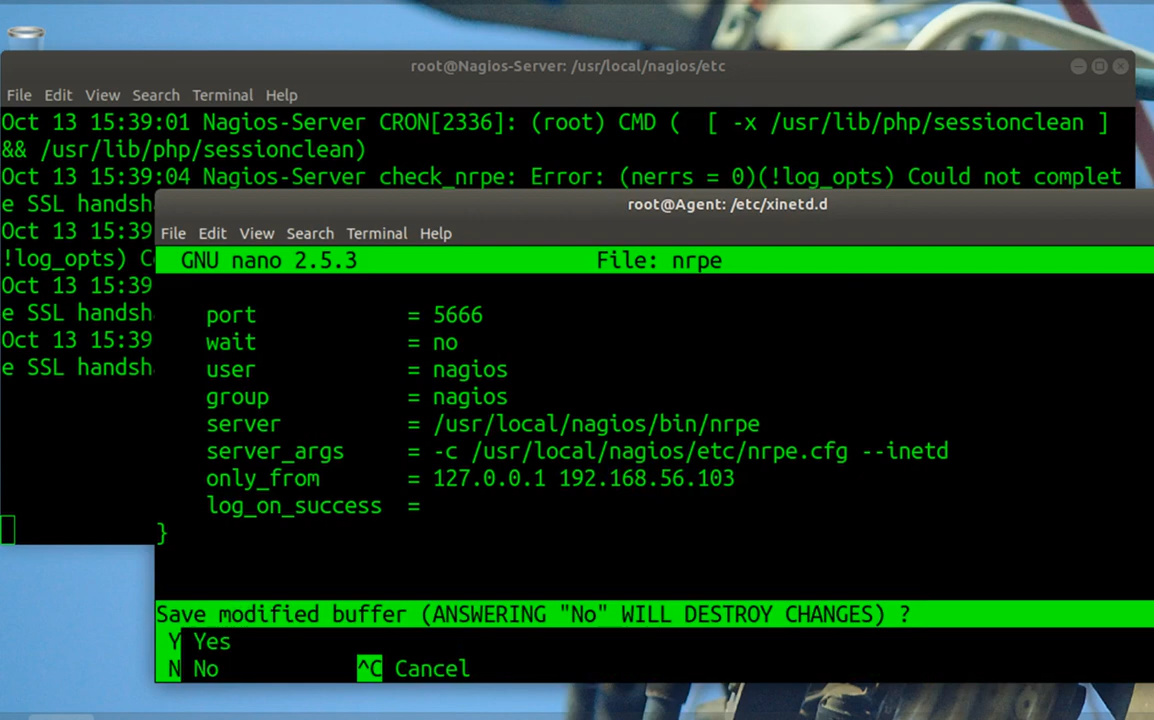 root@Nagios-Server: /usr/local/nagios/etc
File Edit View Search Terminal Help
Oct 13 15:39:01 Nagios-Server CRON[2336]: (root) CMD (  [ -x /usr/lib/php/sessionclean ]
&& /usr/lib/php/sessionclean)
Oct 13 15:39:04 Nagios-Server check_nrpe: Error: (nerrs = 0)(!log_opts) Could not complet
e SSL handsh
Oct 13 15:39
!log_opts) C
Oct 13 15:39
e SSL handsh
Oct 13 15:39
e SSL handsh
root@Agent: /etc/xinetd.d
File Edit View Search Terminal Help
GNU nano 2.5.3 File: nrpe
port = 5666
wait = no
user = nagios
group = nagios
server = /usr/local/nagios/bin/nrpe
server_args = -c /usr/local/nagios/etc/nrpe.cfg --inetd
only_from = 127.0.0.1 192.168.56.103
log_on_success =
}
Save modified buffer (ANSWERING "No" WILL DESTROY CHANGES) ?
Y Yes
N No ^C Cancel